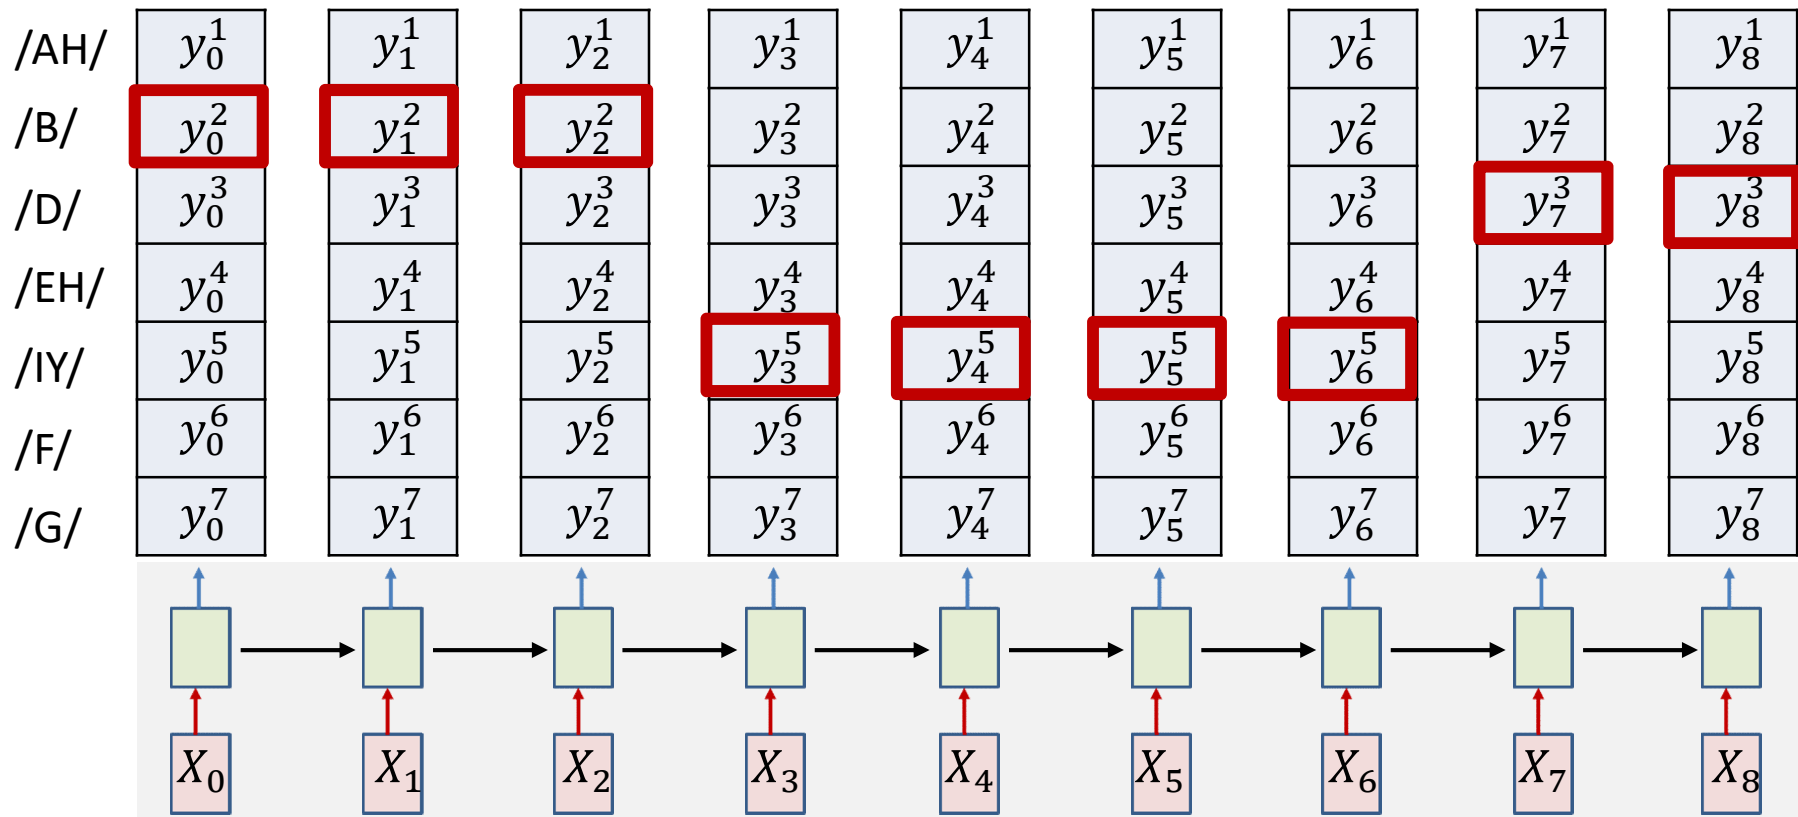 /AH/ y_0^1 y_1^1 y_2^1 y_3^1 y_4^1 y_5^1 y_6^1 y_7^1 y_8^1
/B/ y_0^2 y_1^2 y_2^2 y_3^2 y_4^2 y_5^2 y_6^2 y_7^2 y_8^2
/D/ y_0^3 y_1^3 y_2^3 y_3^3 y_4^3 y_5^3 y_6^3 y_7^3 y_8^3
/EH/ y_0^4 y_1^4 y_2^4 y_3^4 y_4^4 y_5^4 y_6^4 y_7^4 y_8^4
/IY/ y_0^5 y_1^5 y_2^5 y_3^5 y_4^5 y_5^5 y_6^5 y_7^5 y_8^5
/F/ y_0^6 y_1^6 y_2^6 y_3^6 y_4^6 y_5^6 y_6^6 y_7^6 y_8^6
/G/ y_0^7 y_1^7 y_2^7 y_3^7 y_4^7 y_5^7 y_6^7 y_7^7 y_8^7
X_0 X_1 X_2 X_3 X_4 X_5 X_6 X_7 X_8